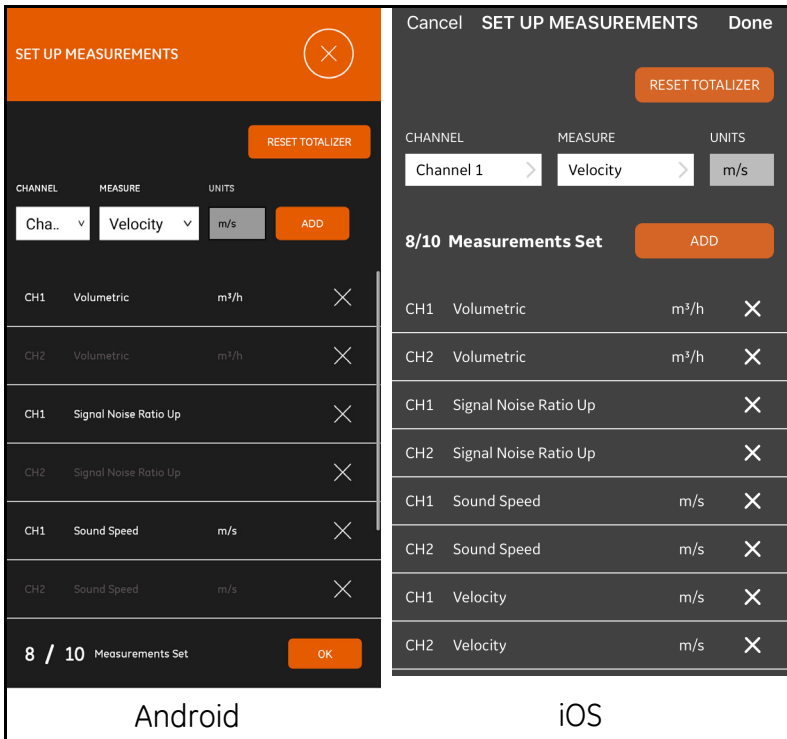 SET UP MEASUREMENTS
RESET TOTALIZER
CHANNEL MEASURE UNITS
Cha.. Velocity m/s ADD
CH1 Volumetric m³/h
CH2 Volumetric m³/h
CH1 Signal Noise Ratio Up
CH2 Signal Noise Ratio Up
CH1 Sound Speed m/s
CH2 Sound Speed m/s
8 / 10 Measurements Set OK
Android
Cancel SET UP MEASUREMENTS Done
RESET TOTALIZER
CHANNEL MEASURE UNITS
Channel 1 Velocity m/s
8/10 Measurements Set ADD
CH1 Volumetric m³/h
CH2 Volumetric m³/h
CH1 Signal Noise Ratio Up
CH2 Signal Noise Ratio Up
CH1 Sound Speed m/s
CH2 Sound Speed m/s
CH1 Velocity m/s
CH2 Velocity m/s
iOS